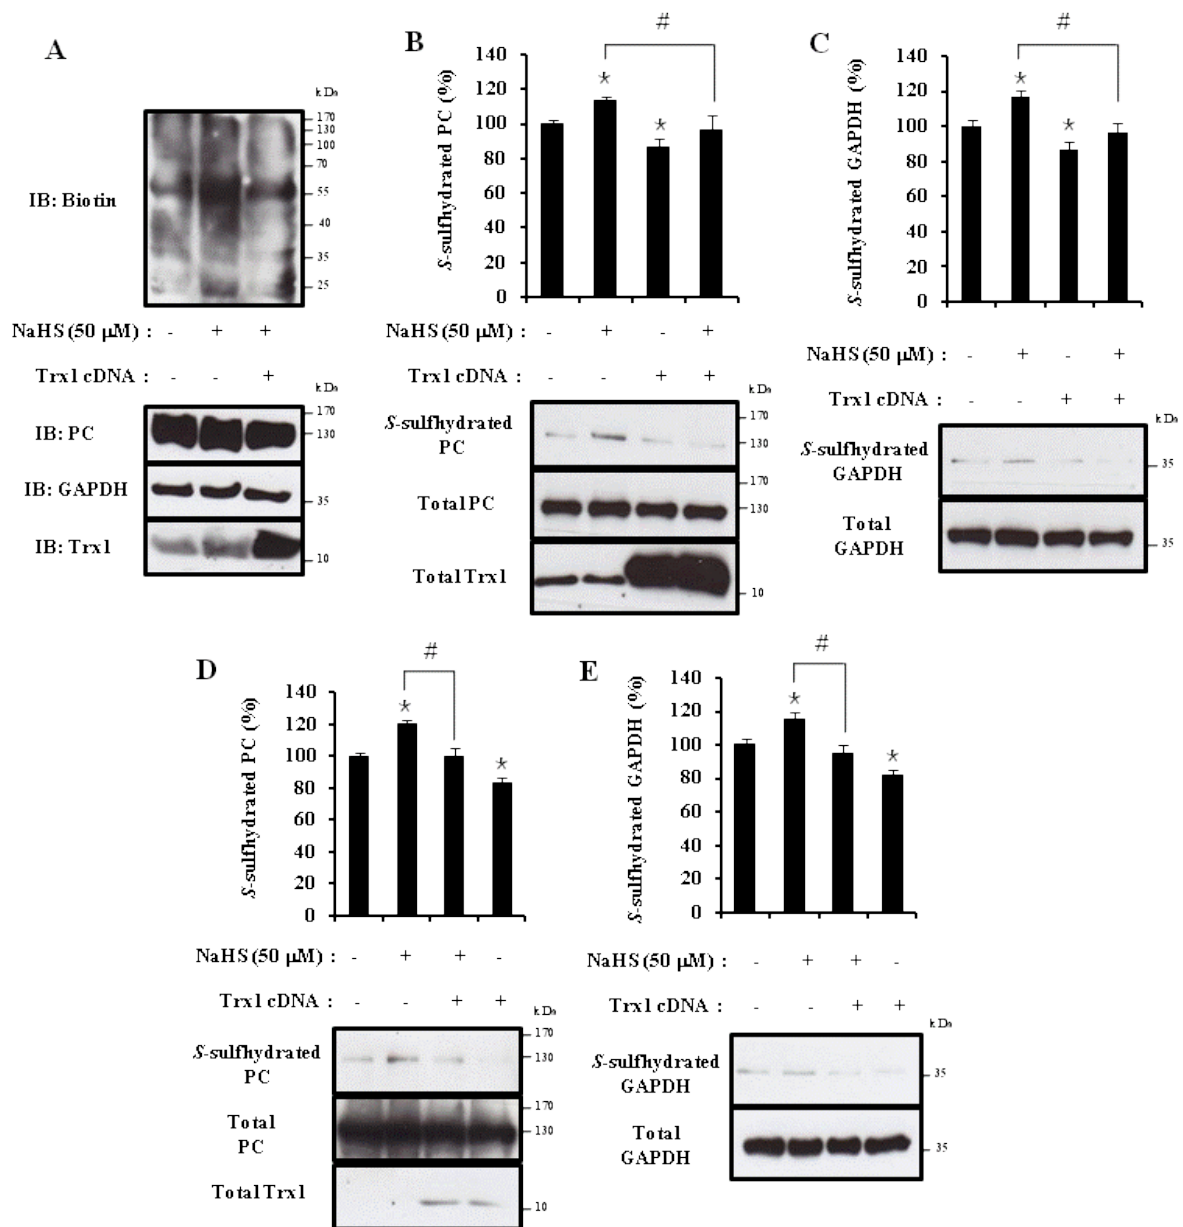 A
kDa
170
130
100
70
55
40
35
25
IB: Biotin
NaHS (50 μM) : - + +
Trx1 cDNA : - - +
kDa
IB: PC
170
130
IB: GAPDH
35
IB: Trx1
10
B
#
S-sulfhydrated PC (%)
140
120
100
80
60
40
20
0
* *
NaHS (50 μM) : - + - +
Trx1 cDNA : - - + +
kDa
S-sulfhydrated
PC
170
130
Total PC
170
130
Total Trx1
10
C
#
S-sulfhydrated GAPDH (%)
140
120
100
80
60
40
20
0
* *
NaHS (50 μM) : - + - +
Trx1 cDNA : - - + +
kDa
S-sulfhydrated
GAPDH
35
Total
GAPDH
35
D
#
S-sulfhydrated PC (%)
140
120
100
80
60
40
20
0
* *
NaHS (50 μM) : - + + -
Trx1 cDNA : - - + +
kDa
S-sulfhydrated
PC
170
130
Total
PC
170
130
Total Trx1
10
E
#
S-sulfhydrated GAPDH (%)
140
120
100
80
60
40
20
0
* *
NaHS (50 μM) : - + + -
Trx1 cDNA : - - + +
kDa
S-sulfhydrated
GAPDH
35
Total
GAPDH
35